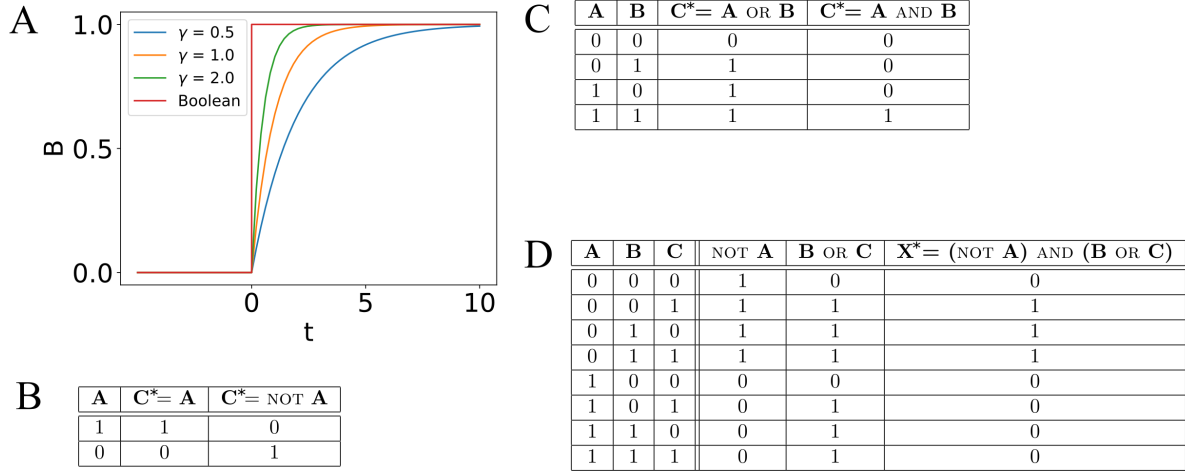 A
1.0
0.5
0.0
B
γ = 0.5
γ = 1.0
γ = 2.0
Boolean
0 5 10
t
B
A C*= A C*= NOT A
1 1 0
0 0 1
C
A B C*= A OR B C*= A AND B
0 0 0 0
0 1 1 0
1 0 1 0
1 1 1 1
D
A B C NOT A B OR C X*= (NOT A) AND (B OR C)
0 0 0 1 0 0
0 0 1 1 1 1
0 1 0 1 1 1
0 1 1 1 1 1
1 0 0 0 0 0
1 0 1 0 1 0
1 1 0 0 1 0
1 1 1 0 1 0